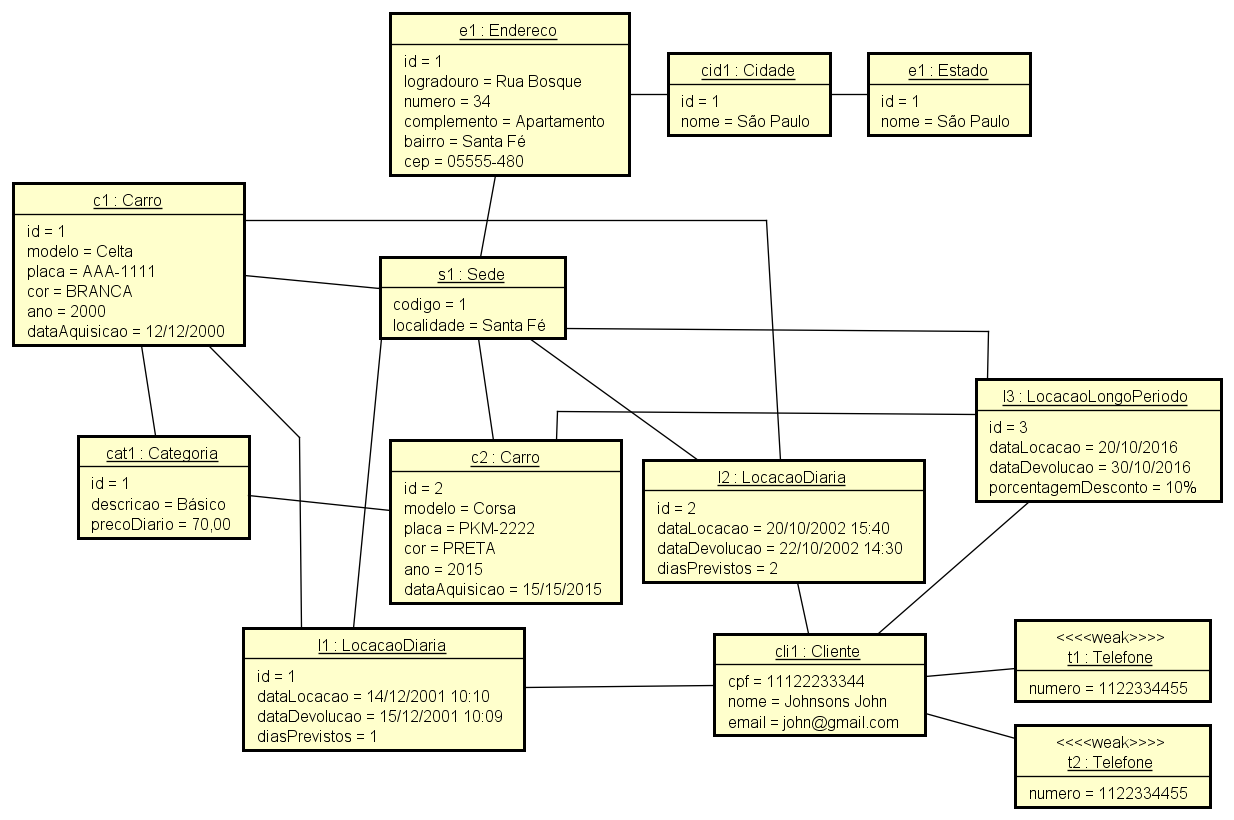 e1 : Endereco
id = 1
logradouro = Rua Bosque
numero = 34
complemento = Apartamento
bairro = Santa Fé
cep = 05555-480
cid1 : Cidade
id = 1
nome = São Paulo
e1 : Estado
id = 1
nome = São Paulo
c1 : Carro
id = 1
modelo = Celta
placa = AAA-1111
cor = BRANCA
ano = 2000
dataAquisicao = 12/12/2000
s1 : Sede
codigo = 1
localidade = Santa Fé
l3 : LocacaoLongoPeriodo
id = 3
dataLocacao = 20/10/2016
dataDevolucao = 30/10/2016
porcentagemDesconto = 10%
cat1 : Categoria
id = 1
descricao = Básico
precoDiario = 70,00
c2 : Carro
id = 2
modelo = Corsa
placa = PKM-2222
cor = PRETA
ano = 2015
dataAquisicao = 15/15/2015
l2 : LocacaoDiaria
id = 2
dataLocacao = 20/10/2002 15:40
dataDevolucao = 22/10/2002 14:30
diasPrevistos = 2
l1 : LocacaoDiaria
id = 1
dataLocacao = 14/12/2001 10:10
dataDevolucao = 15/12/2001 10:09
diasPrevistos = 1
cli1 : Cliente
cpf = 11122233344
nome = Johnsons John
email = john@gmail.com
<<<<weak>>>>
t1 : Telefone
numero = 1122334455
<<<<weak>>>>
t2 : Telefone
numero = 1122334455